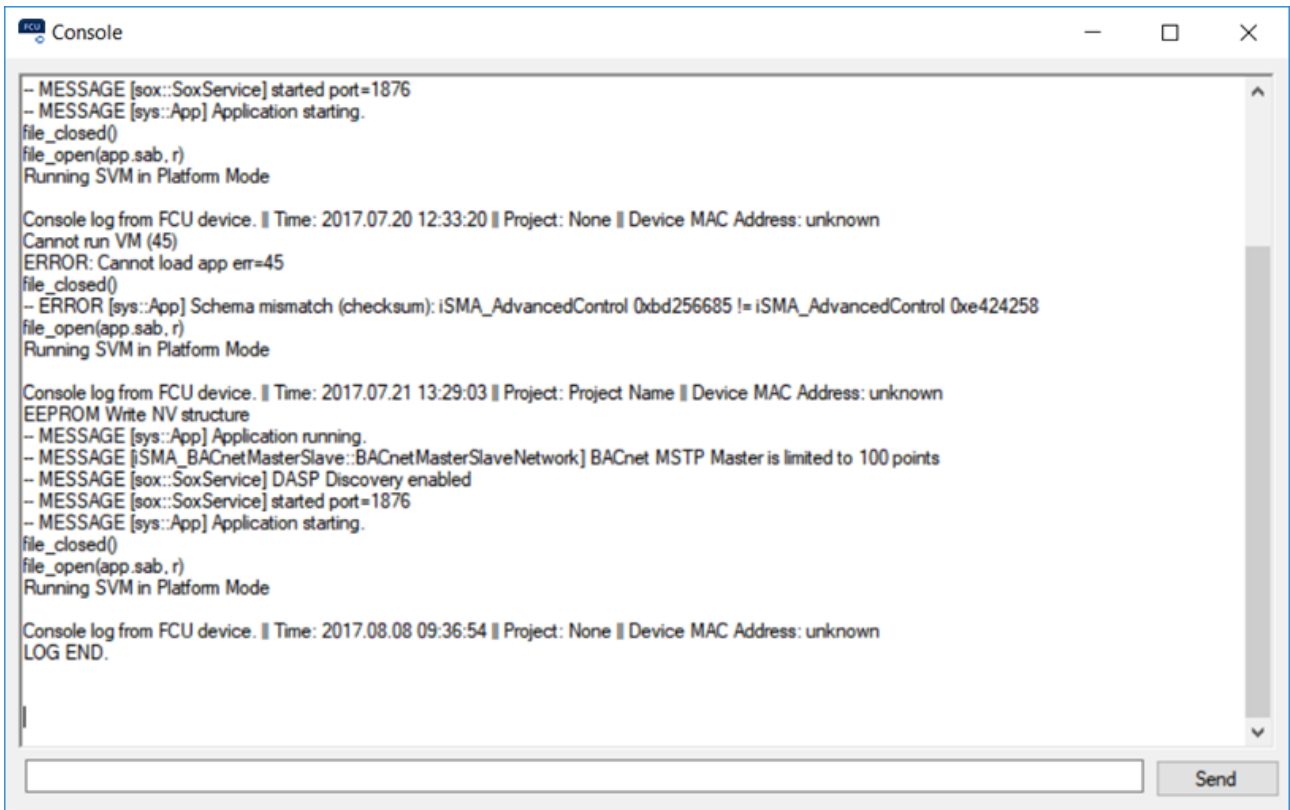 FCU Console
-- MESSAGE [sox::SoxService] started port=1876
-- MESSAGE [sys::App] Application starting.
file_closed()
file_open(app.sab, r)
Running SVM in Platform Mode
Console log from FCU device. || Time: 2017.07.20 12:33:20 || Project: None || Device MAC Address: unknown
Cannot run VM (45)
ERROR: Cannot load app err=45
file_closed()
-- ERROR [sys::App] Schema mismatch (checksum): iSMA_AdvancedControl 0xbd256685 != iSMA_AdvancedControl 0xe424258
file_open(app.sab, r)
Running SVM in Platform Mode
Console log from FCU device. || Time: 2017.07.21 13:29:03 || Project: Project Name || Device MAC Address: unknown
EEPROM Write NV structure
-- MESSAGE [sys::App] Application running.
-- MESSAGE [iSMA_BACnetMasterSlave::BACnetMasterSlaveNetwork] BACnet MSTP Master is limited to 100 points
-- MESSAGE [sox::SoxService] DASP Discovery enabled
-- MESSAGE [sox::SoxService] started port=1876
-- MESSAGE [sys::App] Application starting.
file_closed()
file_open(app.sab, r)
Running SVM in Platform Mode
Console log from FCU device. || Time: 2017.08.08 09:36:54 || Project: None || Device MAC Address: unknown
LOG END.
Send